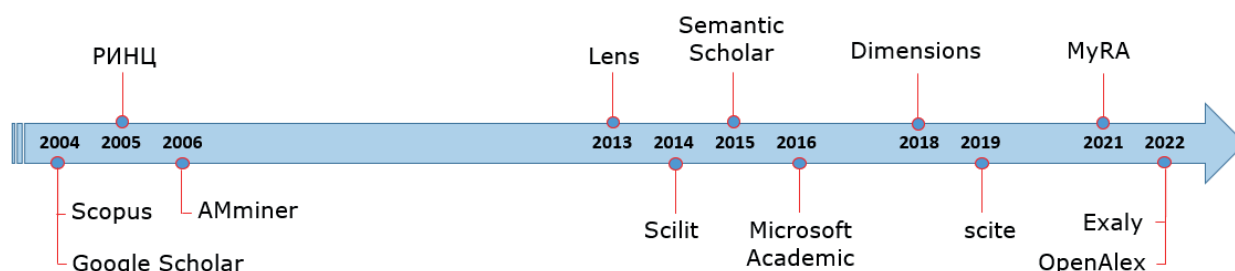 Semantic
Scholar
РИНЦ
Lens
Dimensions
MyRA
2004 2005 2006 2013 2014 2015 2016 2018 2019 2021 2022
Scopus
AMminer
Scilit
Microsoft
Academic
scite
Exaly
Google Scholar
OpenAlex